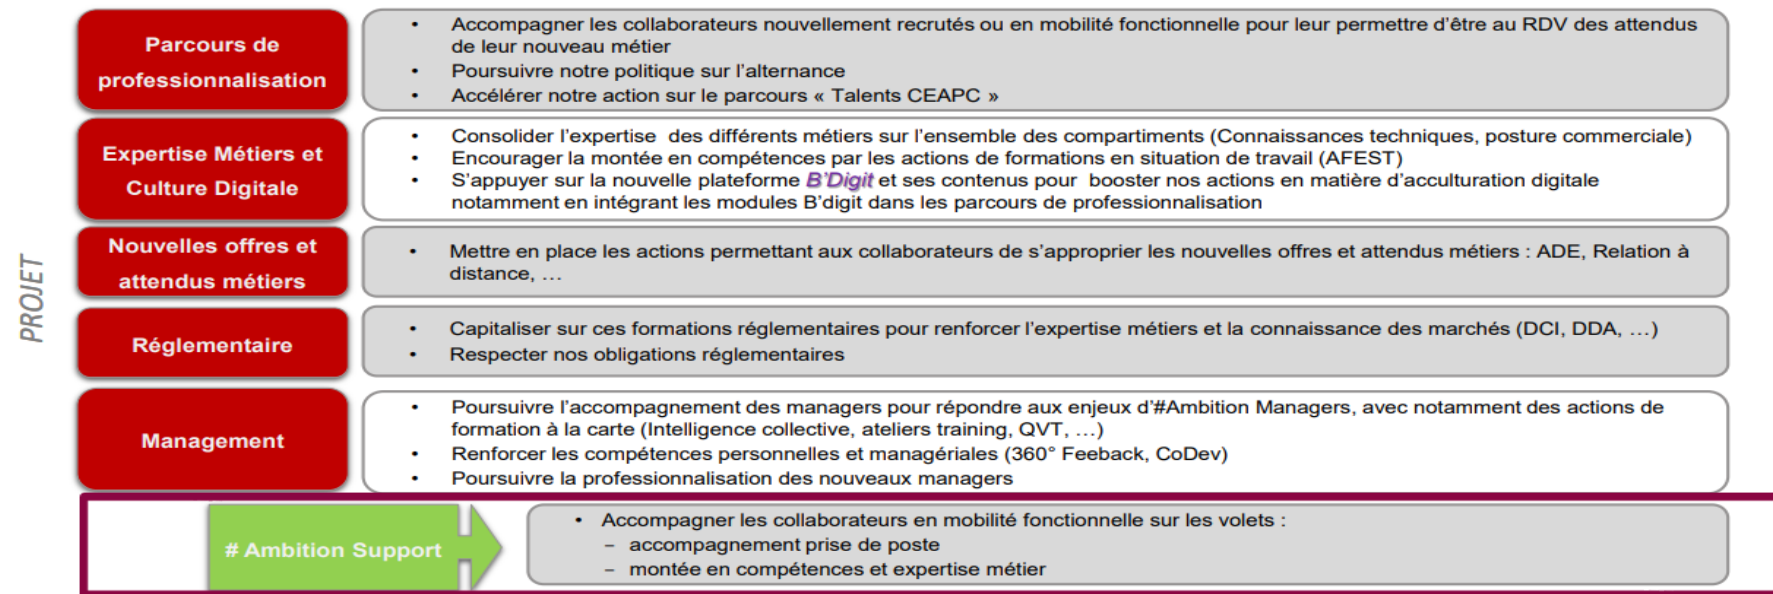 PROJET
Parcours de
professionnalisation
• Accompagner les collaborateurs nouvellement recrutés ou en mobilité fonctionnelle pour leur permettre d’être au RDV des attendus
de leur nouveau métier
• Poursuivre notre politique sur l’alternance
• Accélérer notre action sur le parcours « Talents CEAPC »
Expertise Métiers et
Culture Digitale
• Consolider l’expertise des différents métiers sur l’ensemble des compartiments (Connaissances techniques, posture commerciale)
• Encourager la montée en compétences par les actions de formations en situation de travail (AFEST)
• S’appuyer sur la nouvelle plateforme B’Digit et ses contenus pour booster nos actions en matière d’acculturation digitale
notamment en intégrant les modules B’digit dans les parcours de professionnalisation
Nouvelles offres et
attendus métiers
• Mettre en place les actions permettant aux collaborateurs de s’approprier les nouvelles offres et attendus métiers : ADE, Relation à
distance, …
Réglementaire
• Capitaliser sur ces formations réglementaires pour renforcer l’expertise métiers et la connaissance des marchés (DCI, DDA, …)
• Respecter nos obligations réglementaires
Management
• Poursuivre l’accompagnement des managers pour répondre aux enjeux d’#Ambition Managers, avec notamment des actions de
formation à la carte (Intelligence collective, ateliers training, QVT, …)
• Renforcer les compétences personnelles et managériales (360° Feeback, CoDev)
• Poursuivre la professionnalisation des nouveaux managers
# Ambition Support
• Accompagner les collaborateurs en mobilité fonctionnelle sur les volets :
– accompagnement prise de poste
– montée en compétences et expertise métier